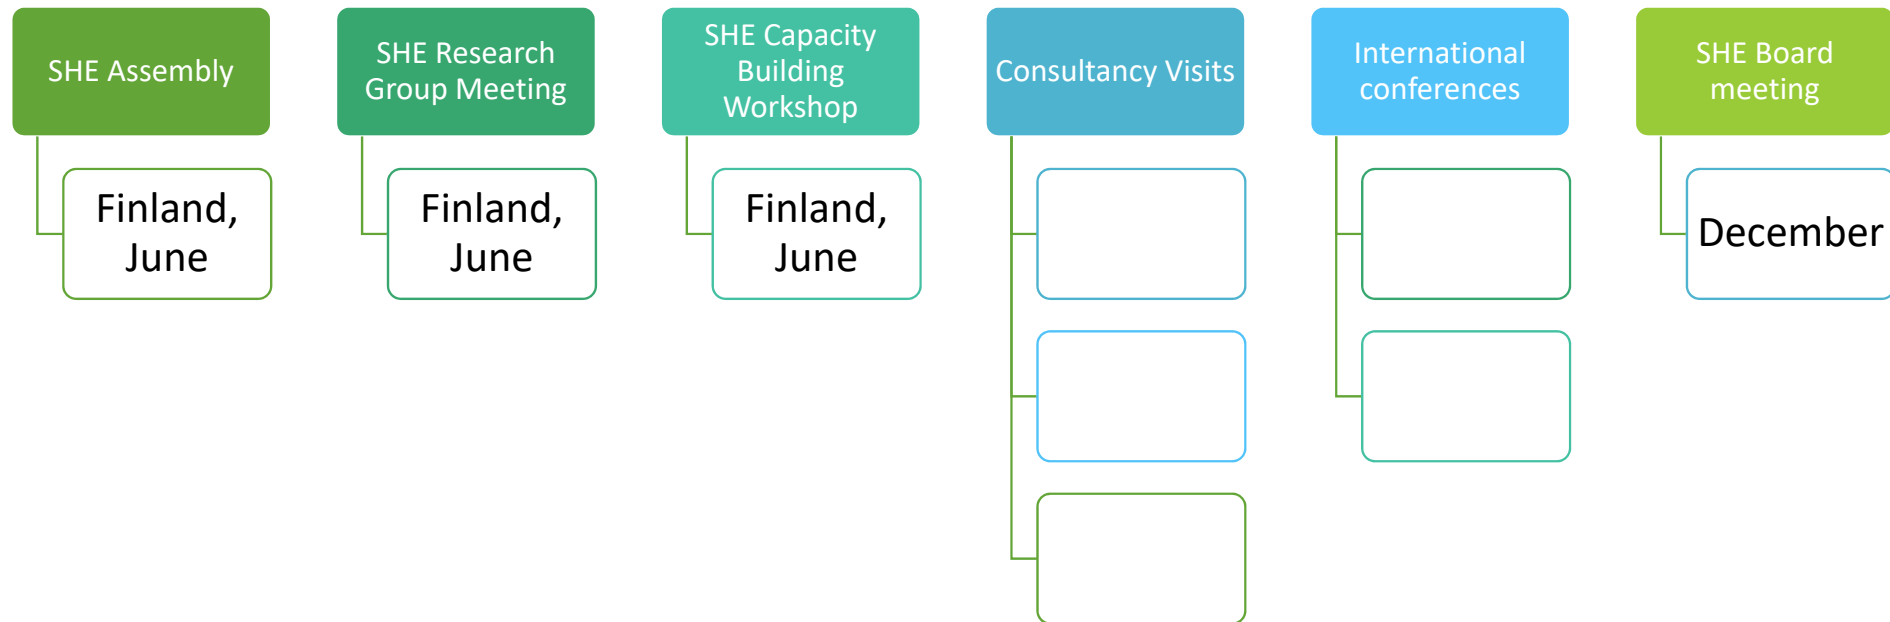 SHE Assembly
SHE Research
Group Meeting
SHE Capacity
Building
Workshop
Consultancy Visits
International
conferences
SHE Board
meeting
Finland,
June
Finland,
June
Finland,
June
December